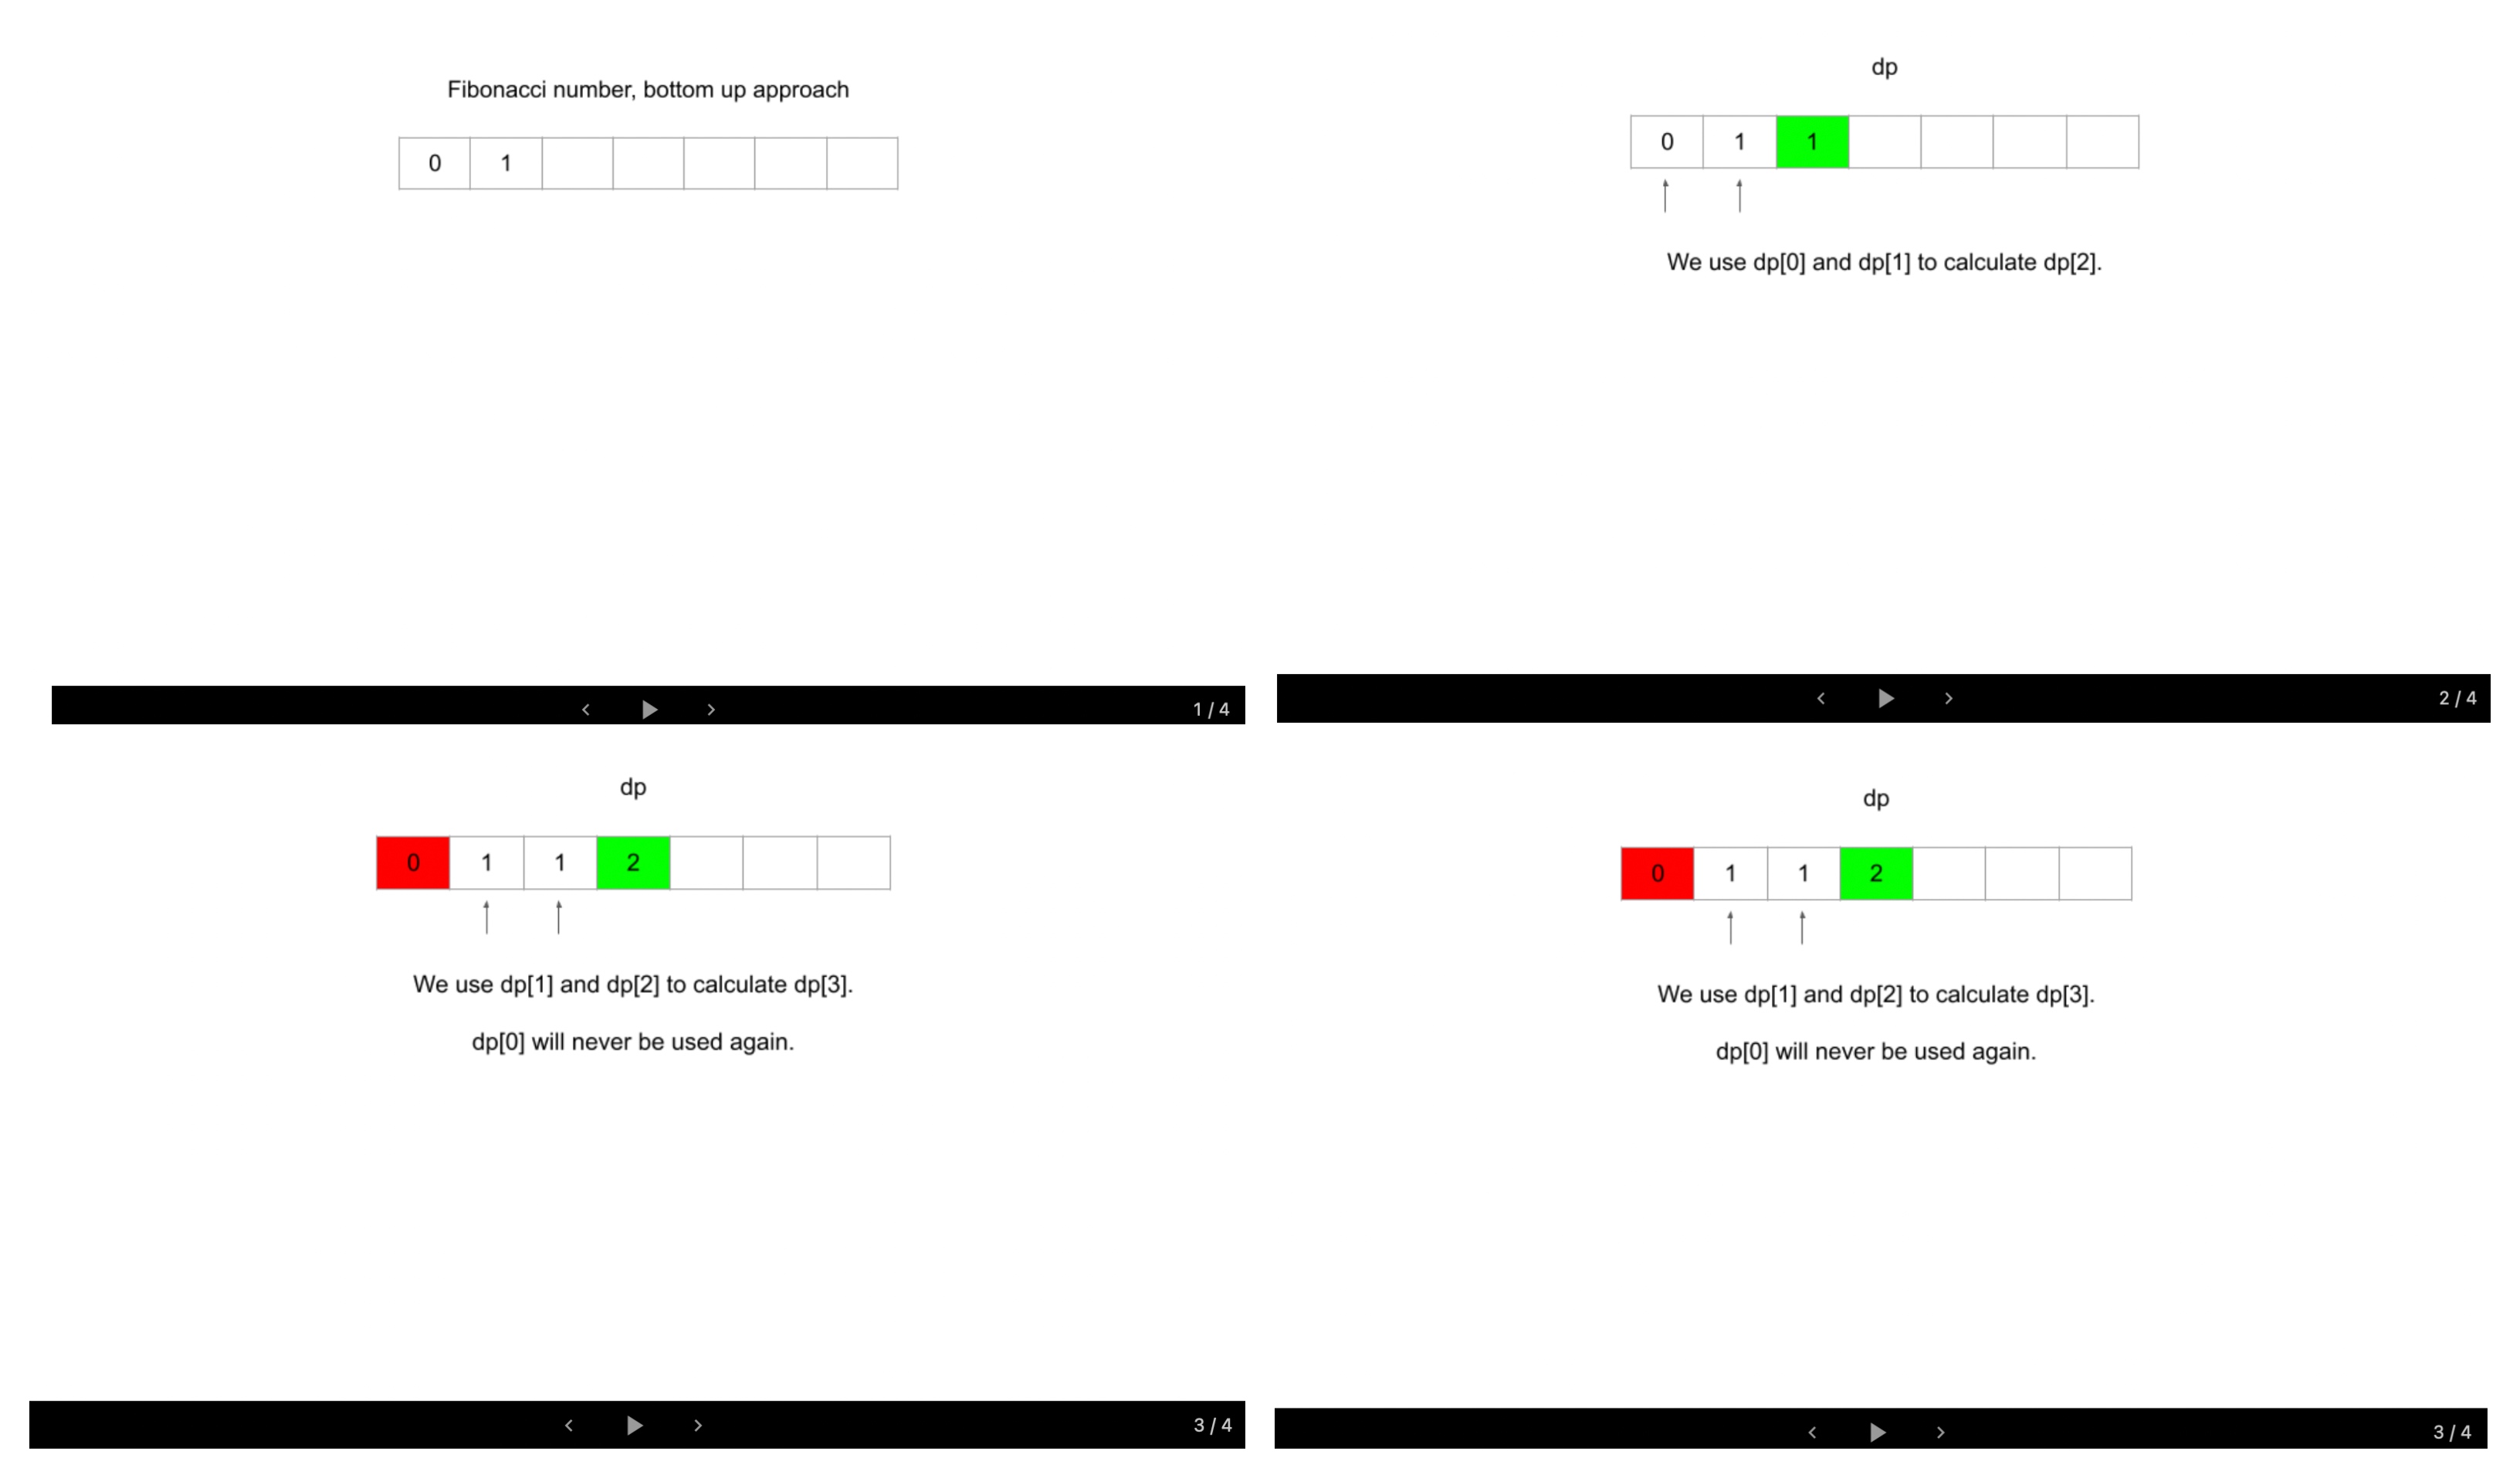 Fibonacci number, bottom up approach
0 1
1 / 4
dp
0 1 1
We use dp[0] and dp[1] to calculate dp[2].
2 / 4
dp
0 1 1 2
We use dp[1] and dp[2] to calculate dp[3].
dp[0] will never be used again.
3 / 4
dp
0 1 1 2
We use dp[1] and dp[2] to calculate dp[3].
dp[0] will never be used again.
3 / 4